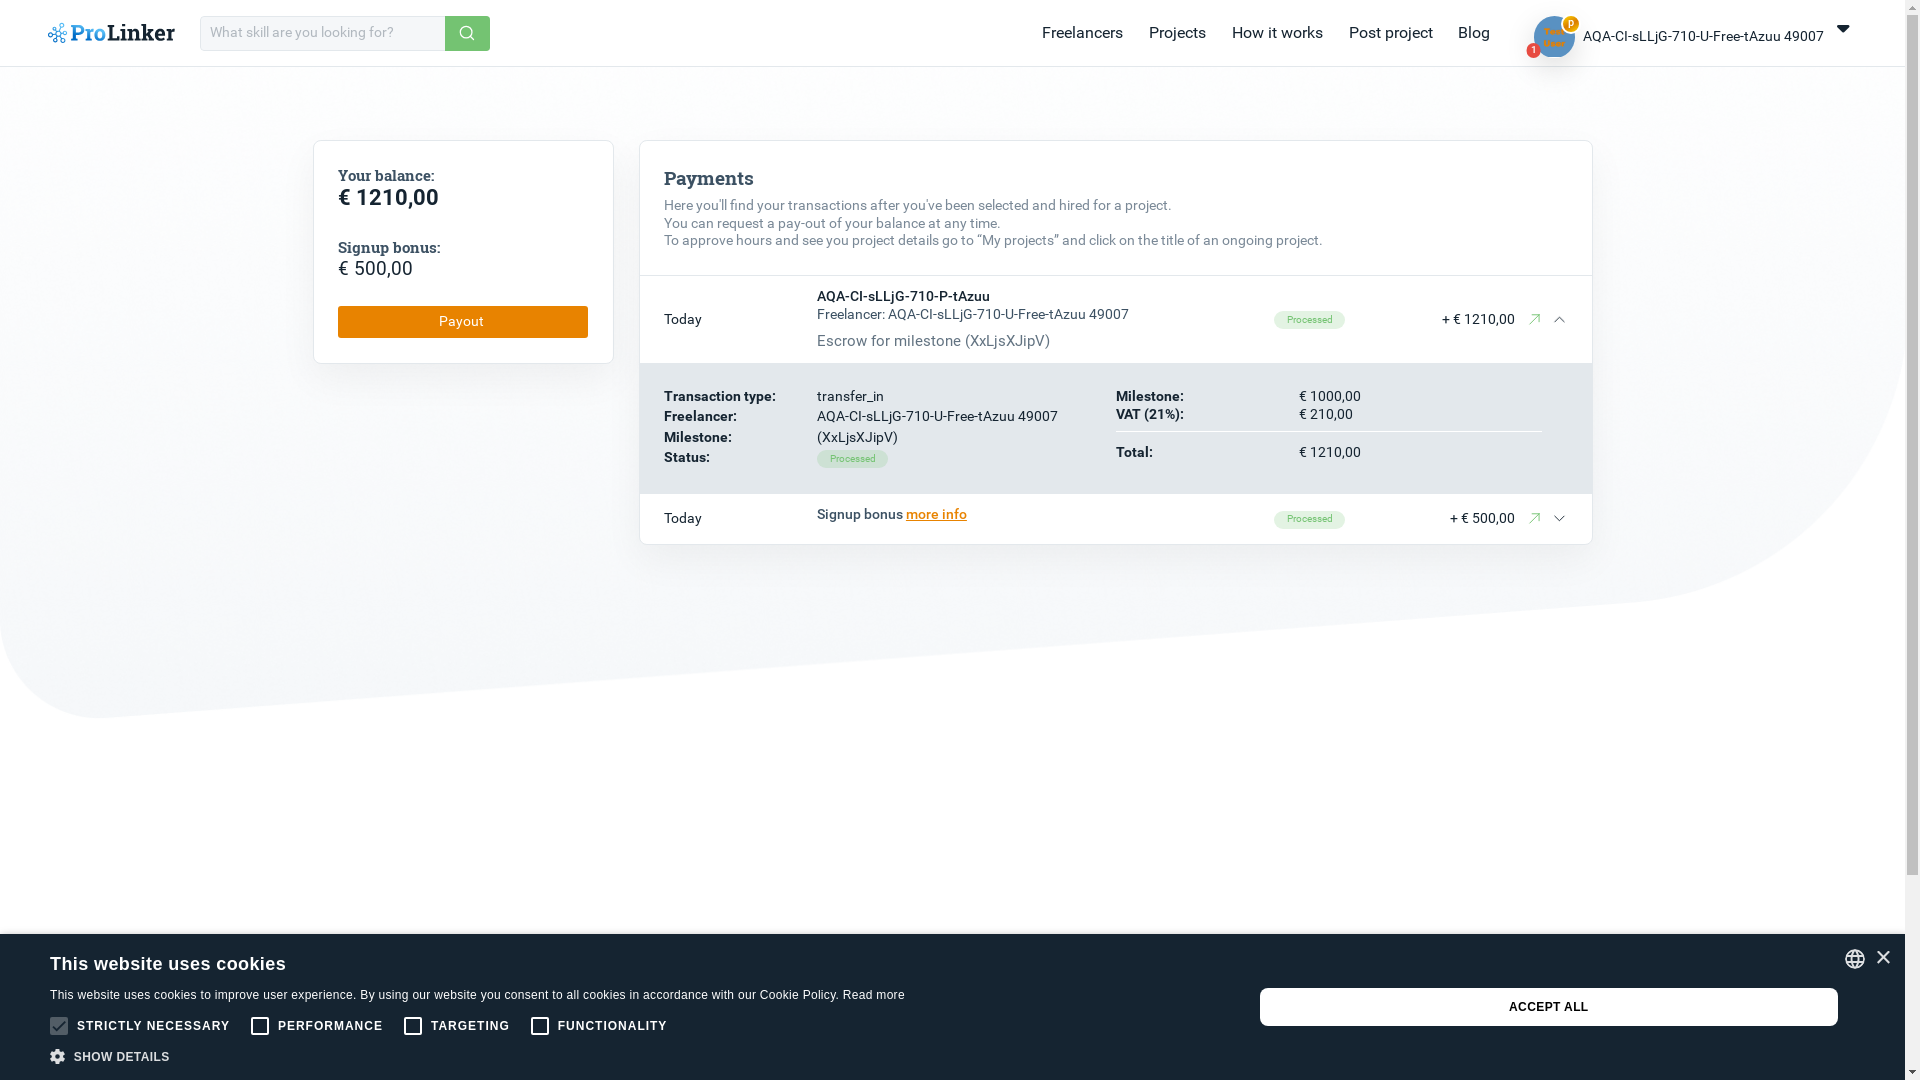 ProLinker
What skill are you looking for?
Freelancers
Projects
How it works
Post project
Blog
p
1
AQA-CI-sLLjG-710-U-Free-tAzuu 49007
Your balance:
€ 1210,00
Signup bonus:
€ 500,00
Payout
Payments
Here you'll find your transactions after you've been selected and hired for a project.
You can request a pay-out of your balance at any time.
To approve hours and see you project details go to “My projects” and click on the title of an ongoing project.
Today
AQA-CI-sLLjG-710-P-tAzuu
Freelancer: AQA-CI-sLLjG-710-U-Free-tAzuu 49007
Escrow for milestone (XxLjsXJipV)
Processed
+ € 1210,00
Transaction type: transfer_in
Freelancer: AQA-CI-sLLjG-710-U-Free-tAzuu 49007
Milestone: (XxLjsXJipV)
Status: Processed
Milestone: € 1000,00
VAT (21%): € 210,00
Total: € 1210,00
Today
Signup bonus more info
Processed
+ € 500,00
This website uses cookies
This website uses cookies to improve user experience. By using our website you consent to all cookies in accordance with our Cookie Policy. Read more
STRICTLY NECESSARY
PERFORMANCE
TARGETING
FUNCTIONALITY
SHOW DETAILS
ACCEPT ALL